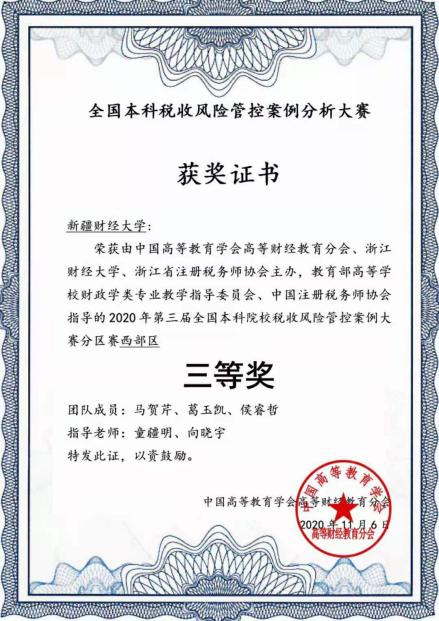 全国本科税收风险管控案例分析大赛
获奖证书
新疆财经大学：
荣获由中国高等教育学会高等财经教育分会、浙江
财经大学、浙江省注册税务师协会主办，教育部高等学
校财政学类专业教学指导委员会、中国注册税务师协会
指导的2020年第三届全国本科院校税收风险管控案例大
赛分区赛西部区
三等奖
团队成员：马贺芹、葛玉凯、侯睿哲
指导老师：童疆明、向晓宇
特发此证，以资鼓励。
中国高等教育学会高等财经教育分会
2020年11月6日
中国高等教育学会
高等财经教育分会